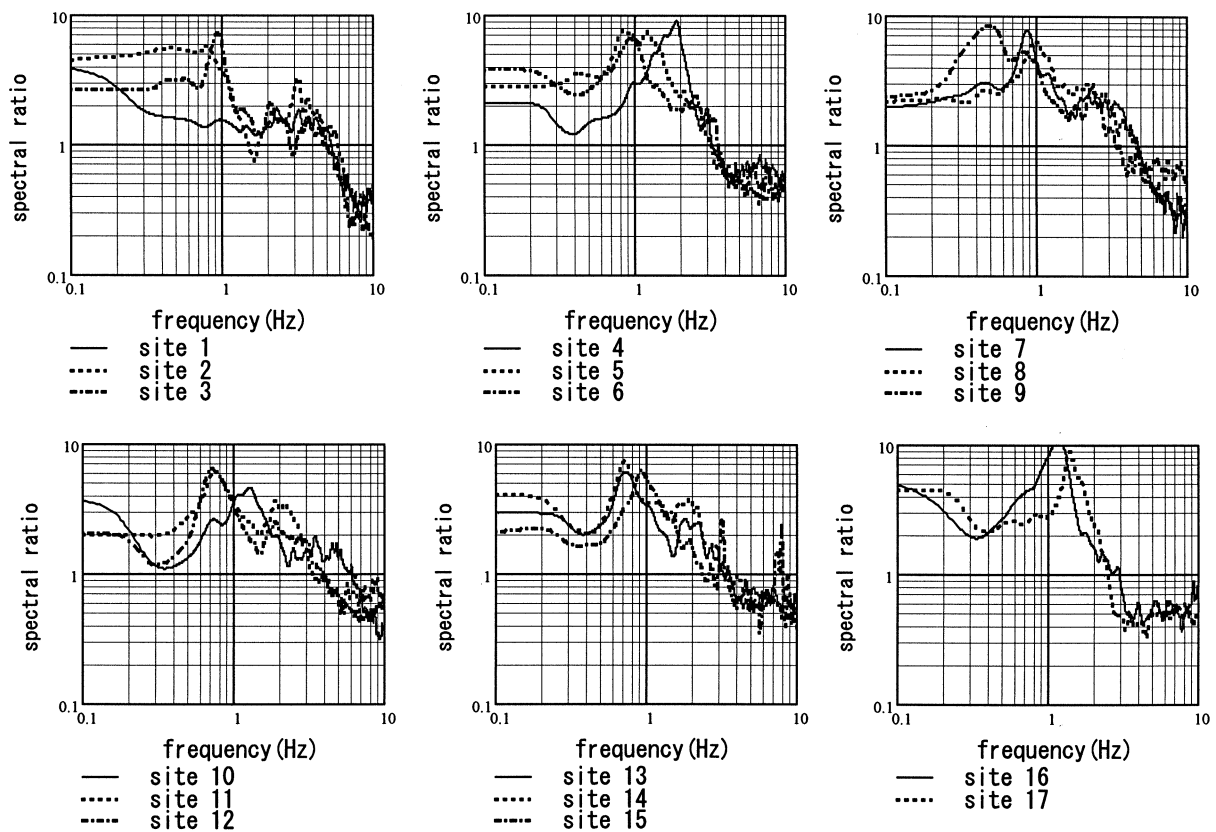 10
spectral ratio
1
0.1
0.1
1
10
frequency(Hz)
site 1
site 2
site 3
10
spectral ratio
1
0.1
0.1
1
10
frequency(Hz)
site 4
site 5
site 6
10
spectral ratio
1
0.1
0.1
1
10
frequency(Hz)
site 7
site 8
site 9
10
spectral ratio
1
0.1
0.1
1
10
frequency(Hz)
site 10
site 11
site 12
10
spectral ratio
1
0.1
0.1
1
10
frequency(Hz)
site 13
site 14
site 15
10
spectral ratio
1
0.1
0.1
1
10
frequency(Hz)
site 16
site 17